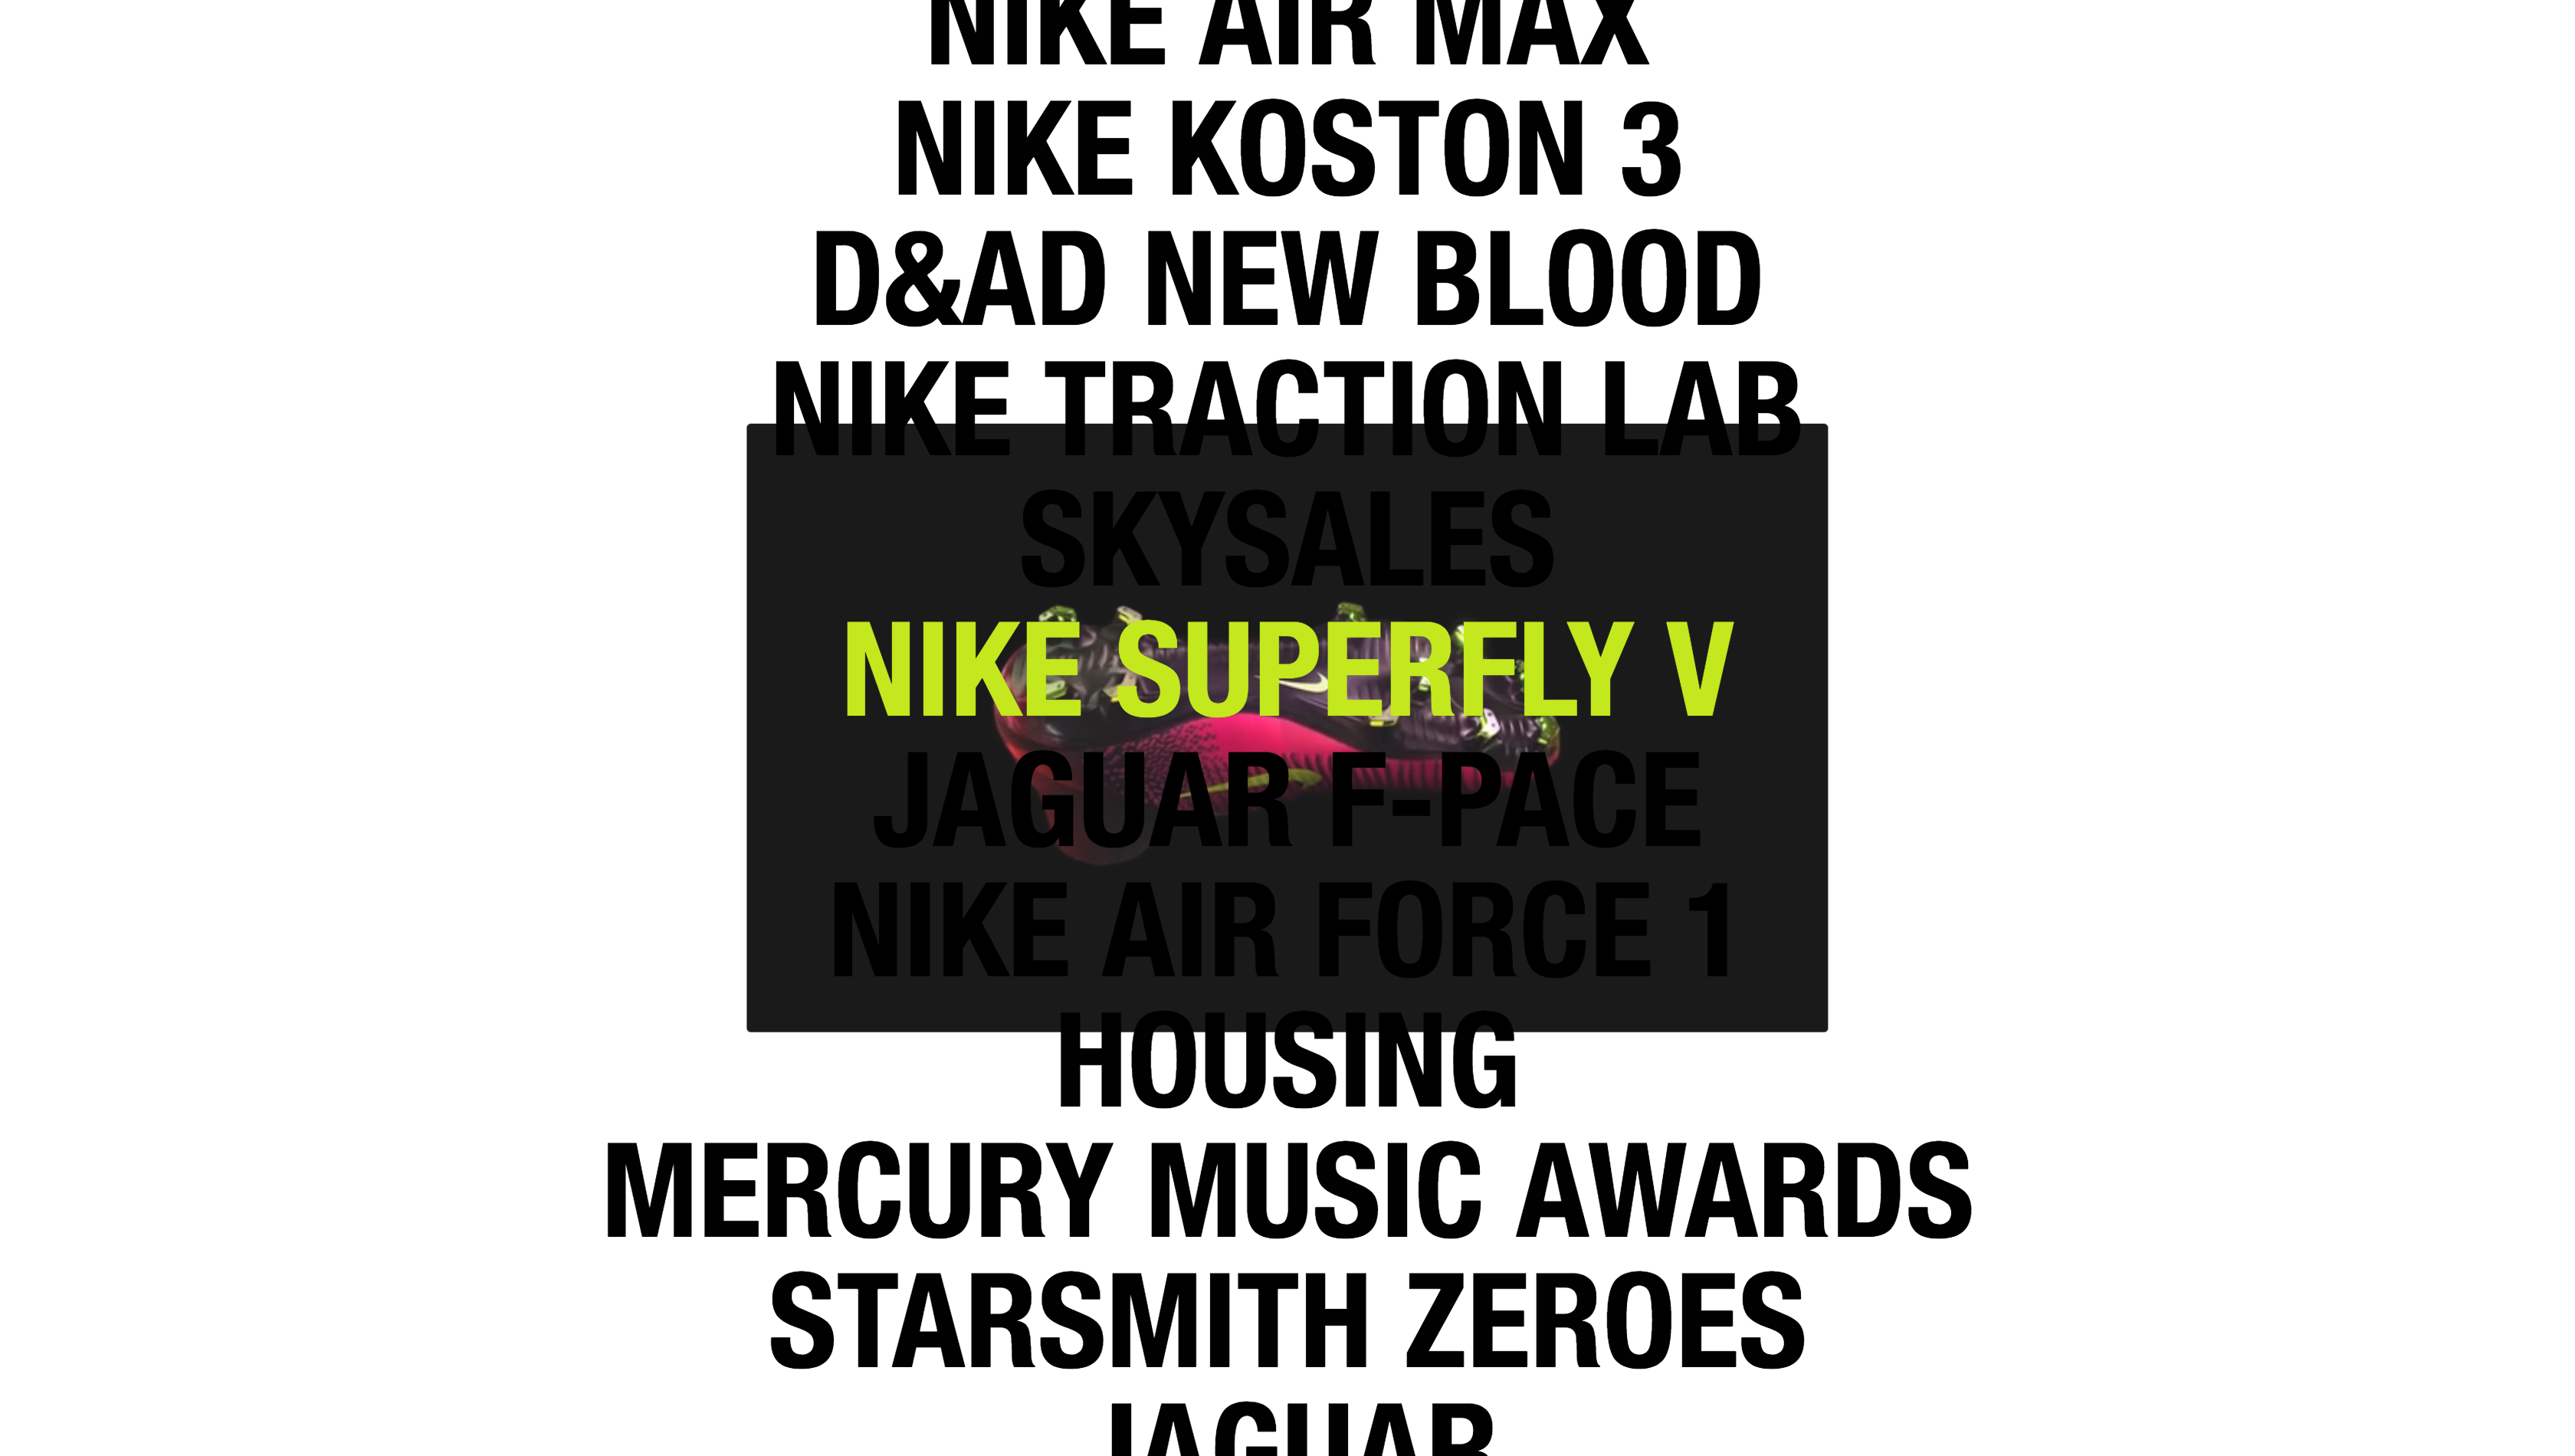 NIKE AIR MAX
NIKE KOSTON 3
D&AD NEW BLOOD
NIKE TRACTION LAB
SKYSALES
NIKE SUPERFLY V
JAGUAR F-PACE
NIKE AIR FORCE 1
HOUSING
MERCURY MUSIC AWARDS
STARSMITH ZEROES
JAGUAR